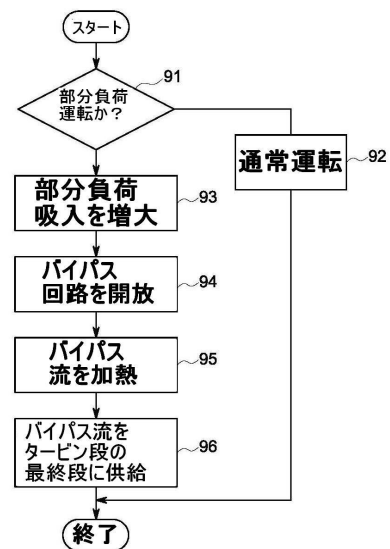 スタート
91
部分負荷
運転か?
通常運転
92
部分負荷
吸入を増大
93
バイパス
回路を開放
94
バイパス
流を加熱
95
バイパス流を
タービン段の
最終段に供給
96
終了